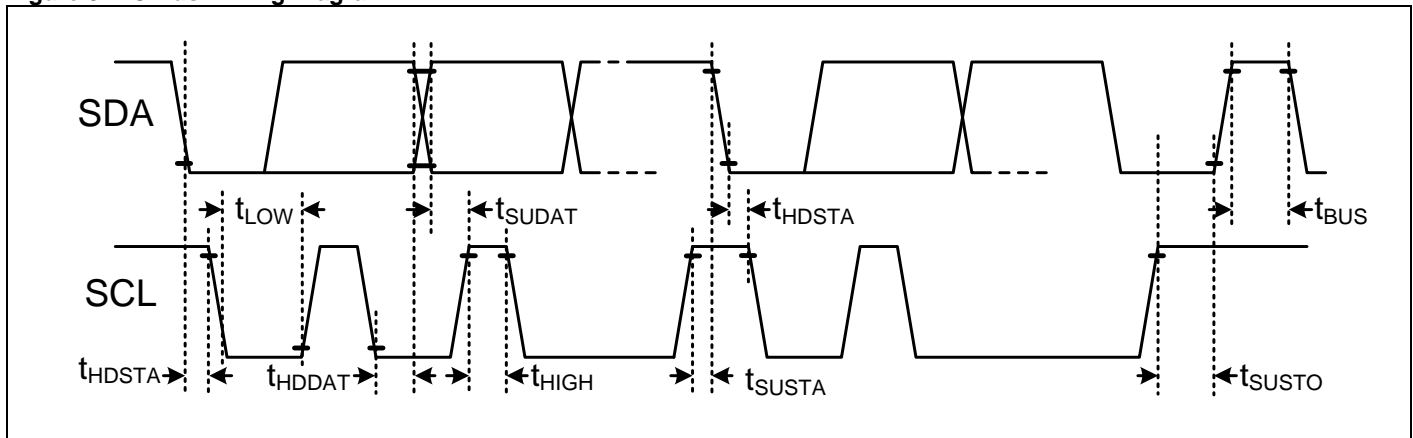 SDA
tLOW
tSUDAT
tHDSTA
tBUS
SCL
tHDSTA
tHDDAT
tHIGH
tSUSTA
tSUSTO